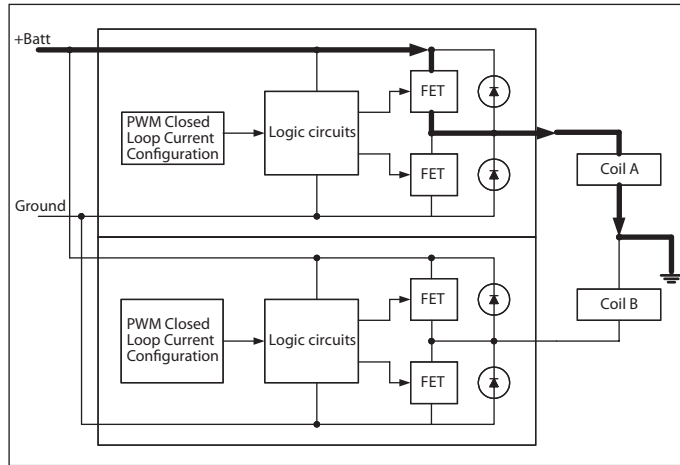 +Batt
PWM Closed
Loop Current
Configuration
Logic circuits
FET
FET
Coil A
Ground
PWM Closed
Loop Current
Configuration
Logic circuits
FET
FET
Coil B